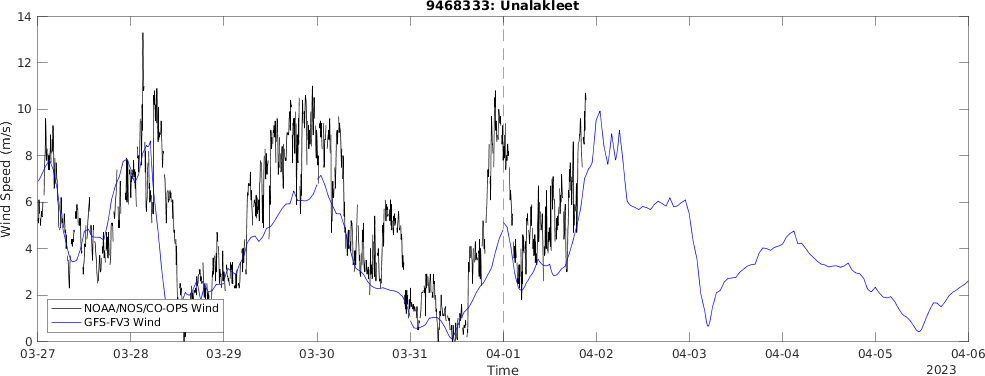 9468333: Unalakleet
14
12
10
8
6
4
2
0
Wind Speed (m/s)
NOAA/NOS/CO-OPS Wind
GFS-FV3 Wind
03-27 03-28 03-29 03-30 03-31 04-01 04-02 04-03 04-04 04-05 04-06
Time
2023